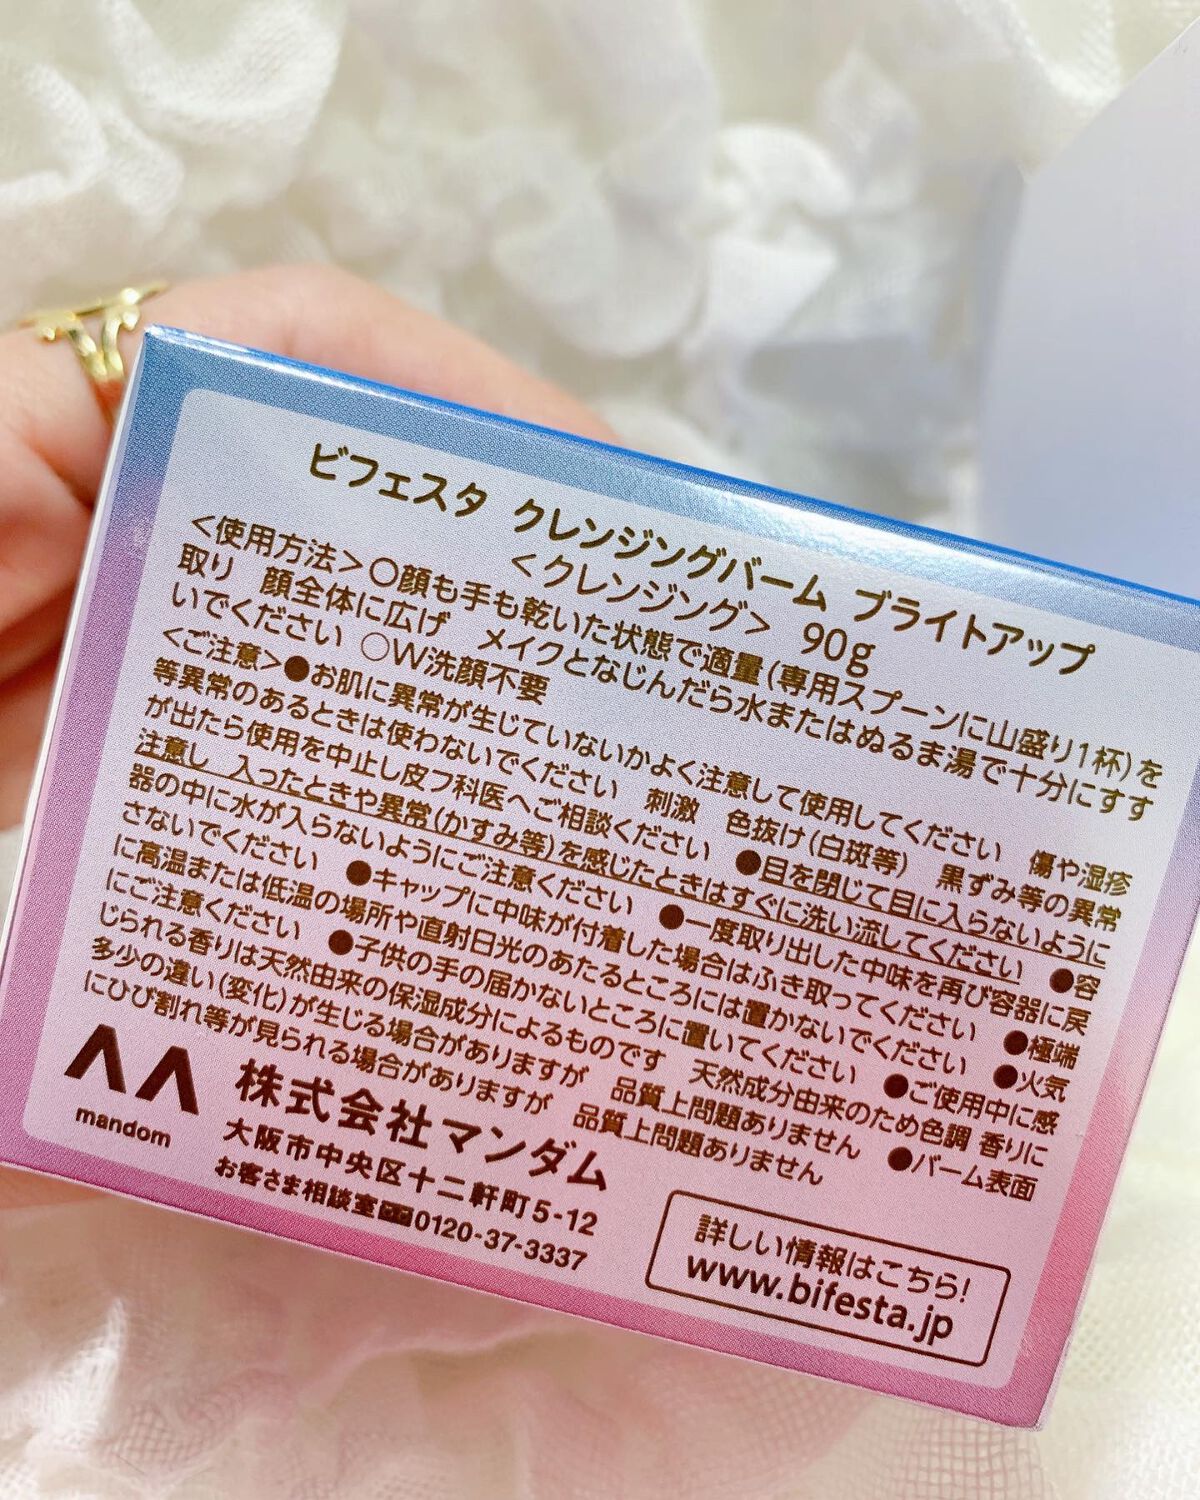 ビフェスタ クレンジングバーム ブライトアップ
<クレンジング> 90g
<使用方法>○顔も手も乾いた状態で適量(専用スプーンに山盛り1杯)を
取り 顔全体に広げ メイクとなじんだら水またはぬるま湯で十分にすす
いでください ○W洗顔不要
<ご注意>●お肌に異常が生じていないかよく注意して使用してください 傷や湿疹
等異常のあるときは使わないでください 刺激 色抜け(白斑等) 黒ずみ等の異常
が出たら使用を中止し皮フ科医へご相談ください ●目を閉じて目に入らないように
注意し 入ったときや異常(かすみ等)を感じたときはすぐに洗い流してください ●容
器の中に水が入らないようにご注意ください ●一度取り出した中味を再び容器に戻
さないでください ●キャップに中味が付着した場合はふき取ってください ●極端
に高温または低温の場所や直射日光のあたるところには置かないでください ●火気
にご注意ください ●子供の手の届かないところに置いてください ●ご使用中に感
じられる香りは天然由来の保湿成分によるものです 天然成分由来のため色調 香りに
多少の違い(変化)が生じる場合がありますが 品質上問題ありません ●バーム表面
にひび割れ等が見られる場合がありますが 品質上問題ありません
mandom
株式会社マンダム
大阪市中央区十二軒町5-12
お客さま相談室 0120-37-3337
詳しい情報はこちら!
www.bifesta.jp